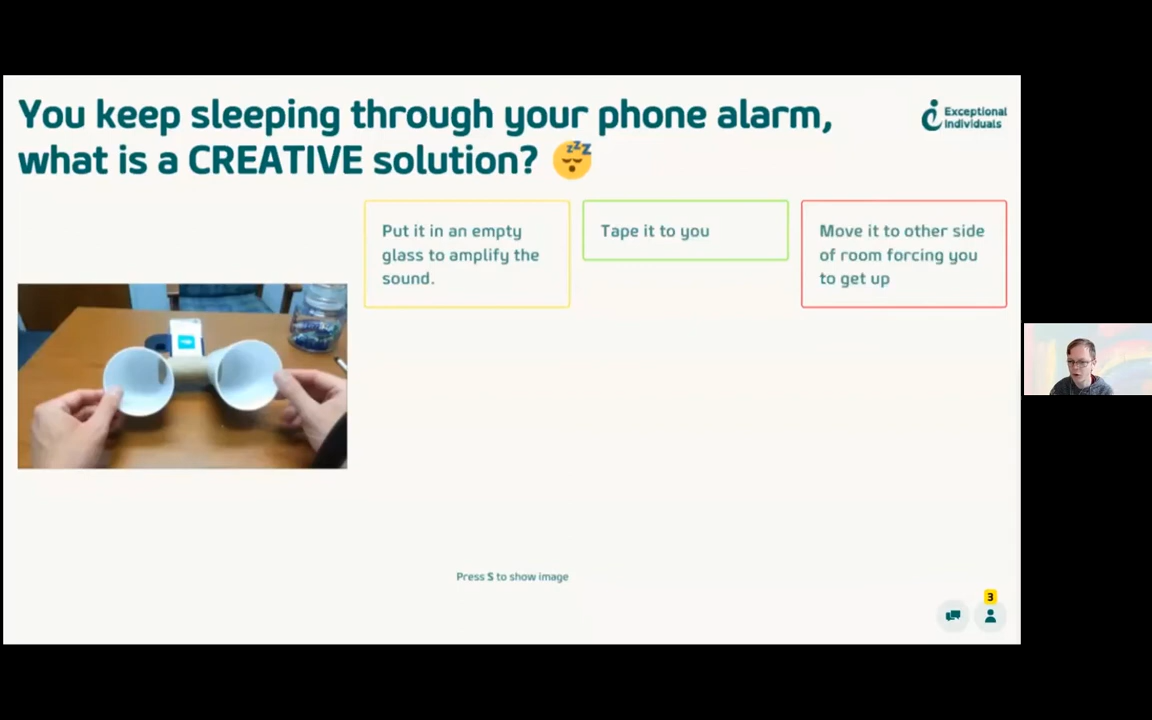 You keep sleeping through your phone alarm,
what is a CREATIVE solution?
Exceptional
Individuals
Put it in an empty
glass to amplify the
sound.
Tape it to you
Move it to other side
of room forcing you
to get up
Press S to show image
3